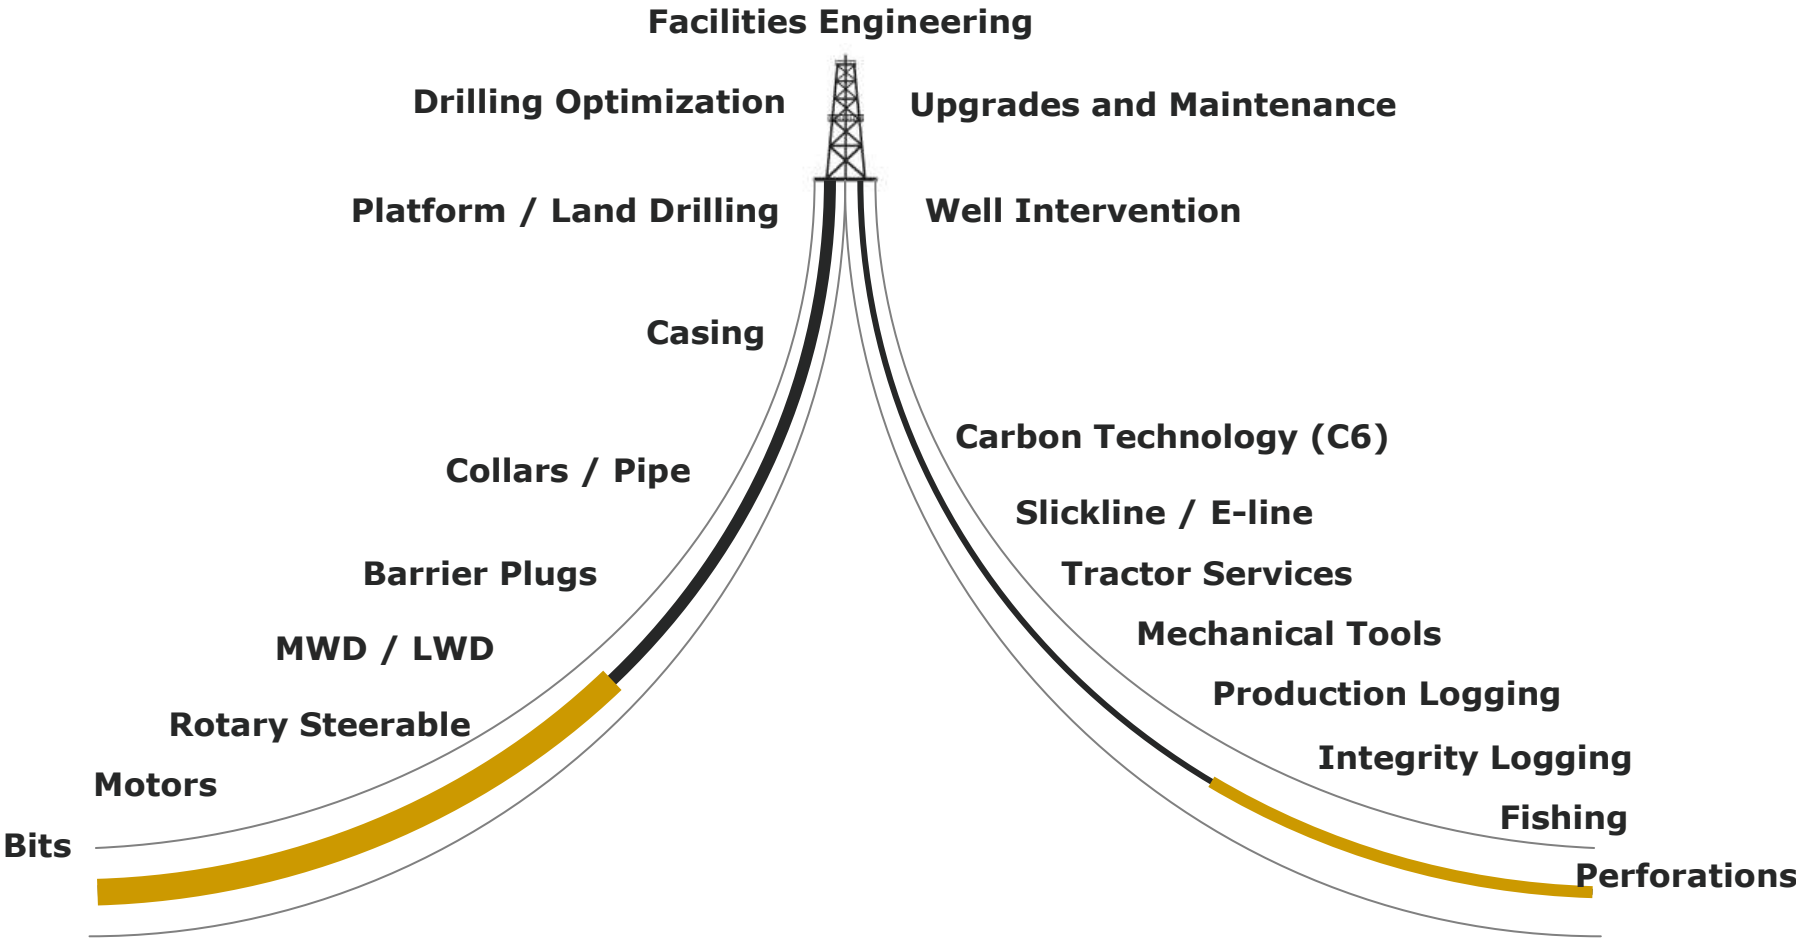 Facilities Engineering
Drilling Optimization
Upgrades and Maintenance
Platform / Land Drilling
Well Intervention
Casing
Carbon Technology (C6)
Collars / Pipe
Slickline / E-line
Barrier Plugs
Tractor Services
Mechanical Tools
MWD / LWD
Production Logging
Rotary Steerable
Integrity Logging
Motors
Fishing
Bits
Perforations